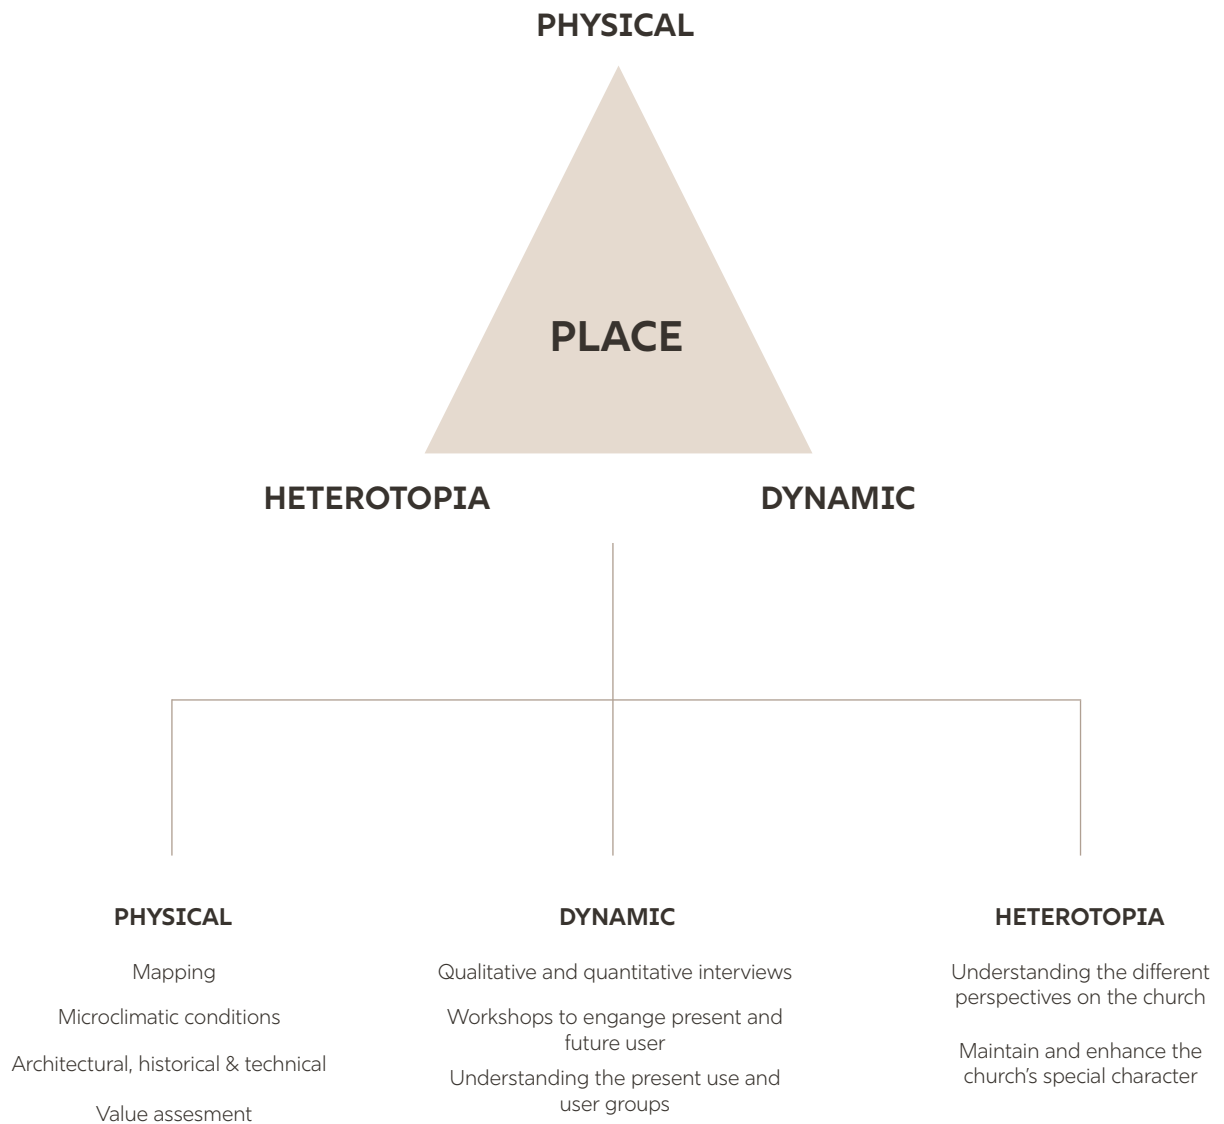 PHYSICAL
PLACE
HETEROTOPIA
DYNAMIC
PHYSICAL
Mapping
Microclimatic conditions
Architectural, historical & technical
Value assesment
DYNAMIC
Qualitative and quantitative interviews
Workshops to engange present and
future user
Understanding the present use and
user groups
HETEROTOPIA
Understanding the different
perspectives on the church
Maintain and enhance the
church's special character